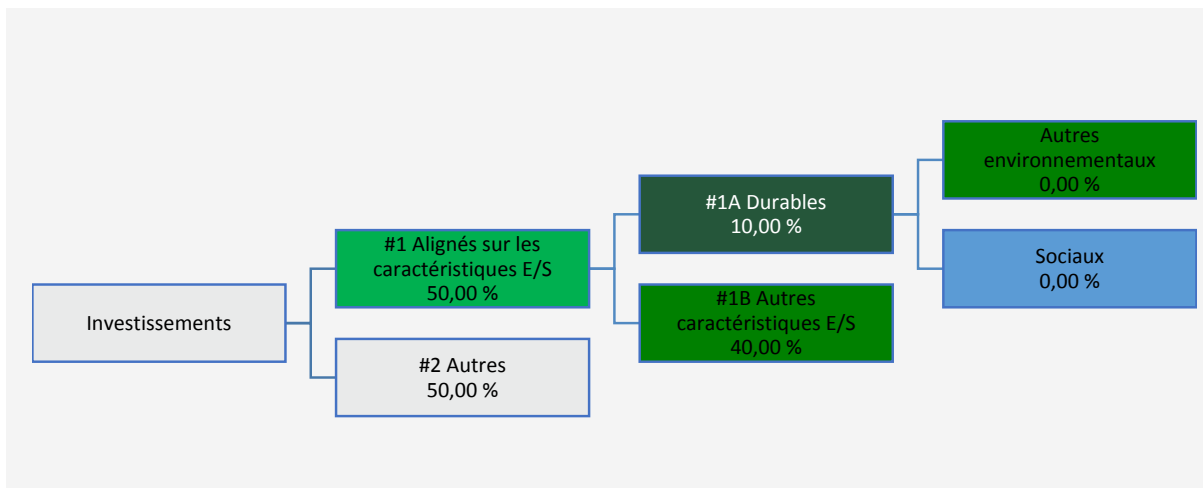 Investissements
#1 Alignés sur les
caractéristiques E/S
50,00 %
#2 Autres
50,00 %
#1A Durables
10,00 %
#1B Autres
caractéristiques E/S
40,00 %
Autres
environnementaux
0,00 %
Sociaux
0,00 %